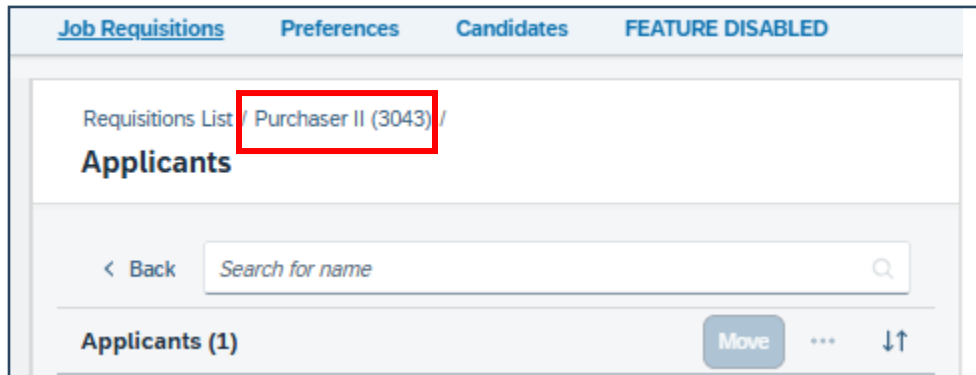 Job Requisitions Preferences Candidates FEATURE DISABLED
Requisitions List / Purchaser II (3043) /
Applicants
< Back Search for name
Applicants (1) Move ... ↓↑